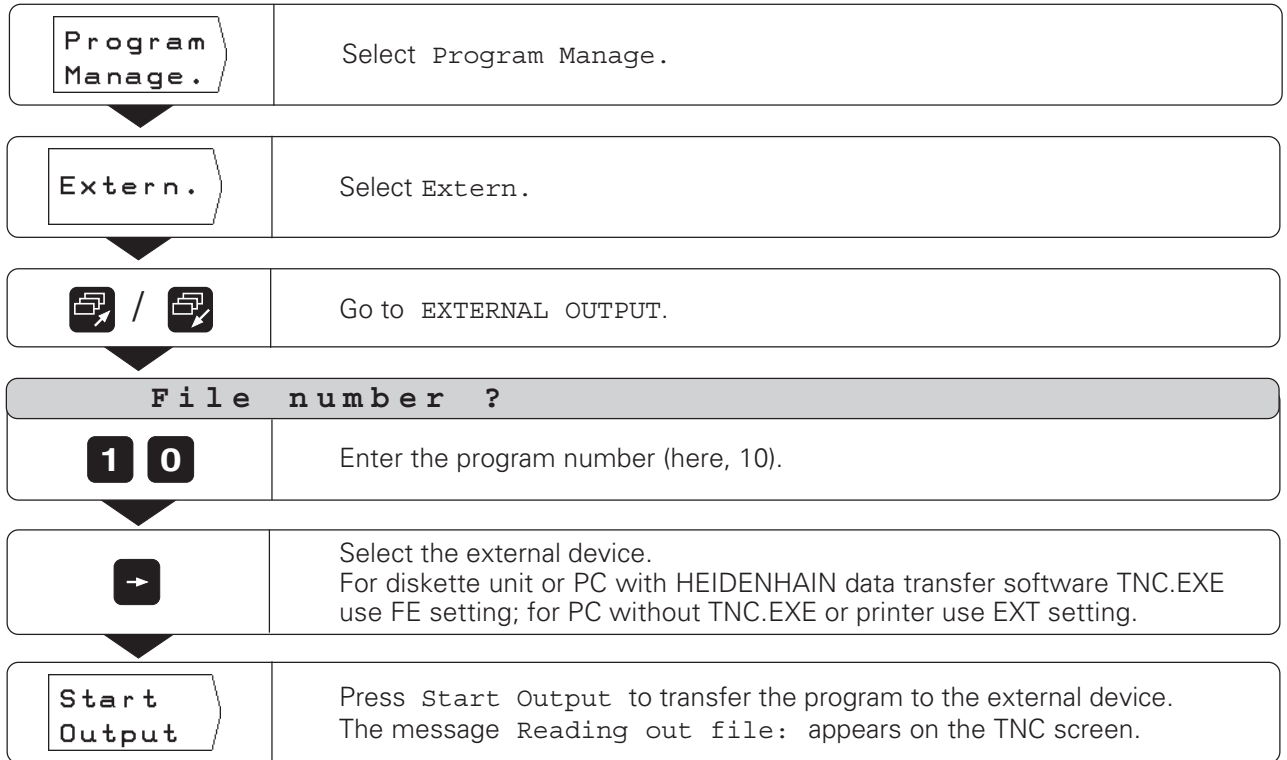 Program
Manage.
Select Program Manage.
Extern.
Select Extern.
/
Go to EXTERNAL OUTPUT.
File number ?
1 0
Enter the program number (here, 10).
Select the external device.
For diskette unit or PC with HEIDENHAIN data transfer software TNC.EXE
use FE setting; for PC without TNC.EXE or printer use EXT setting.
Start
Output
Press Start Output to transfer the program to the external device.
The message Reading out file: appears on the TNC screen.